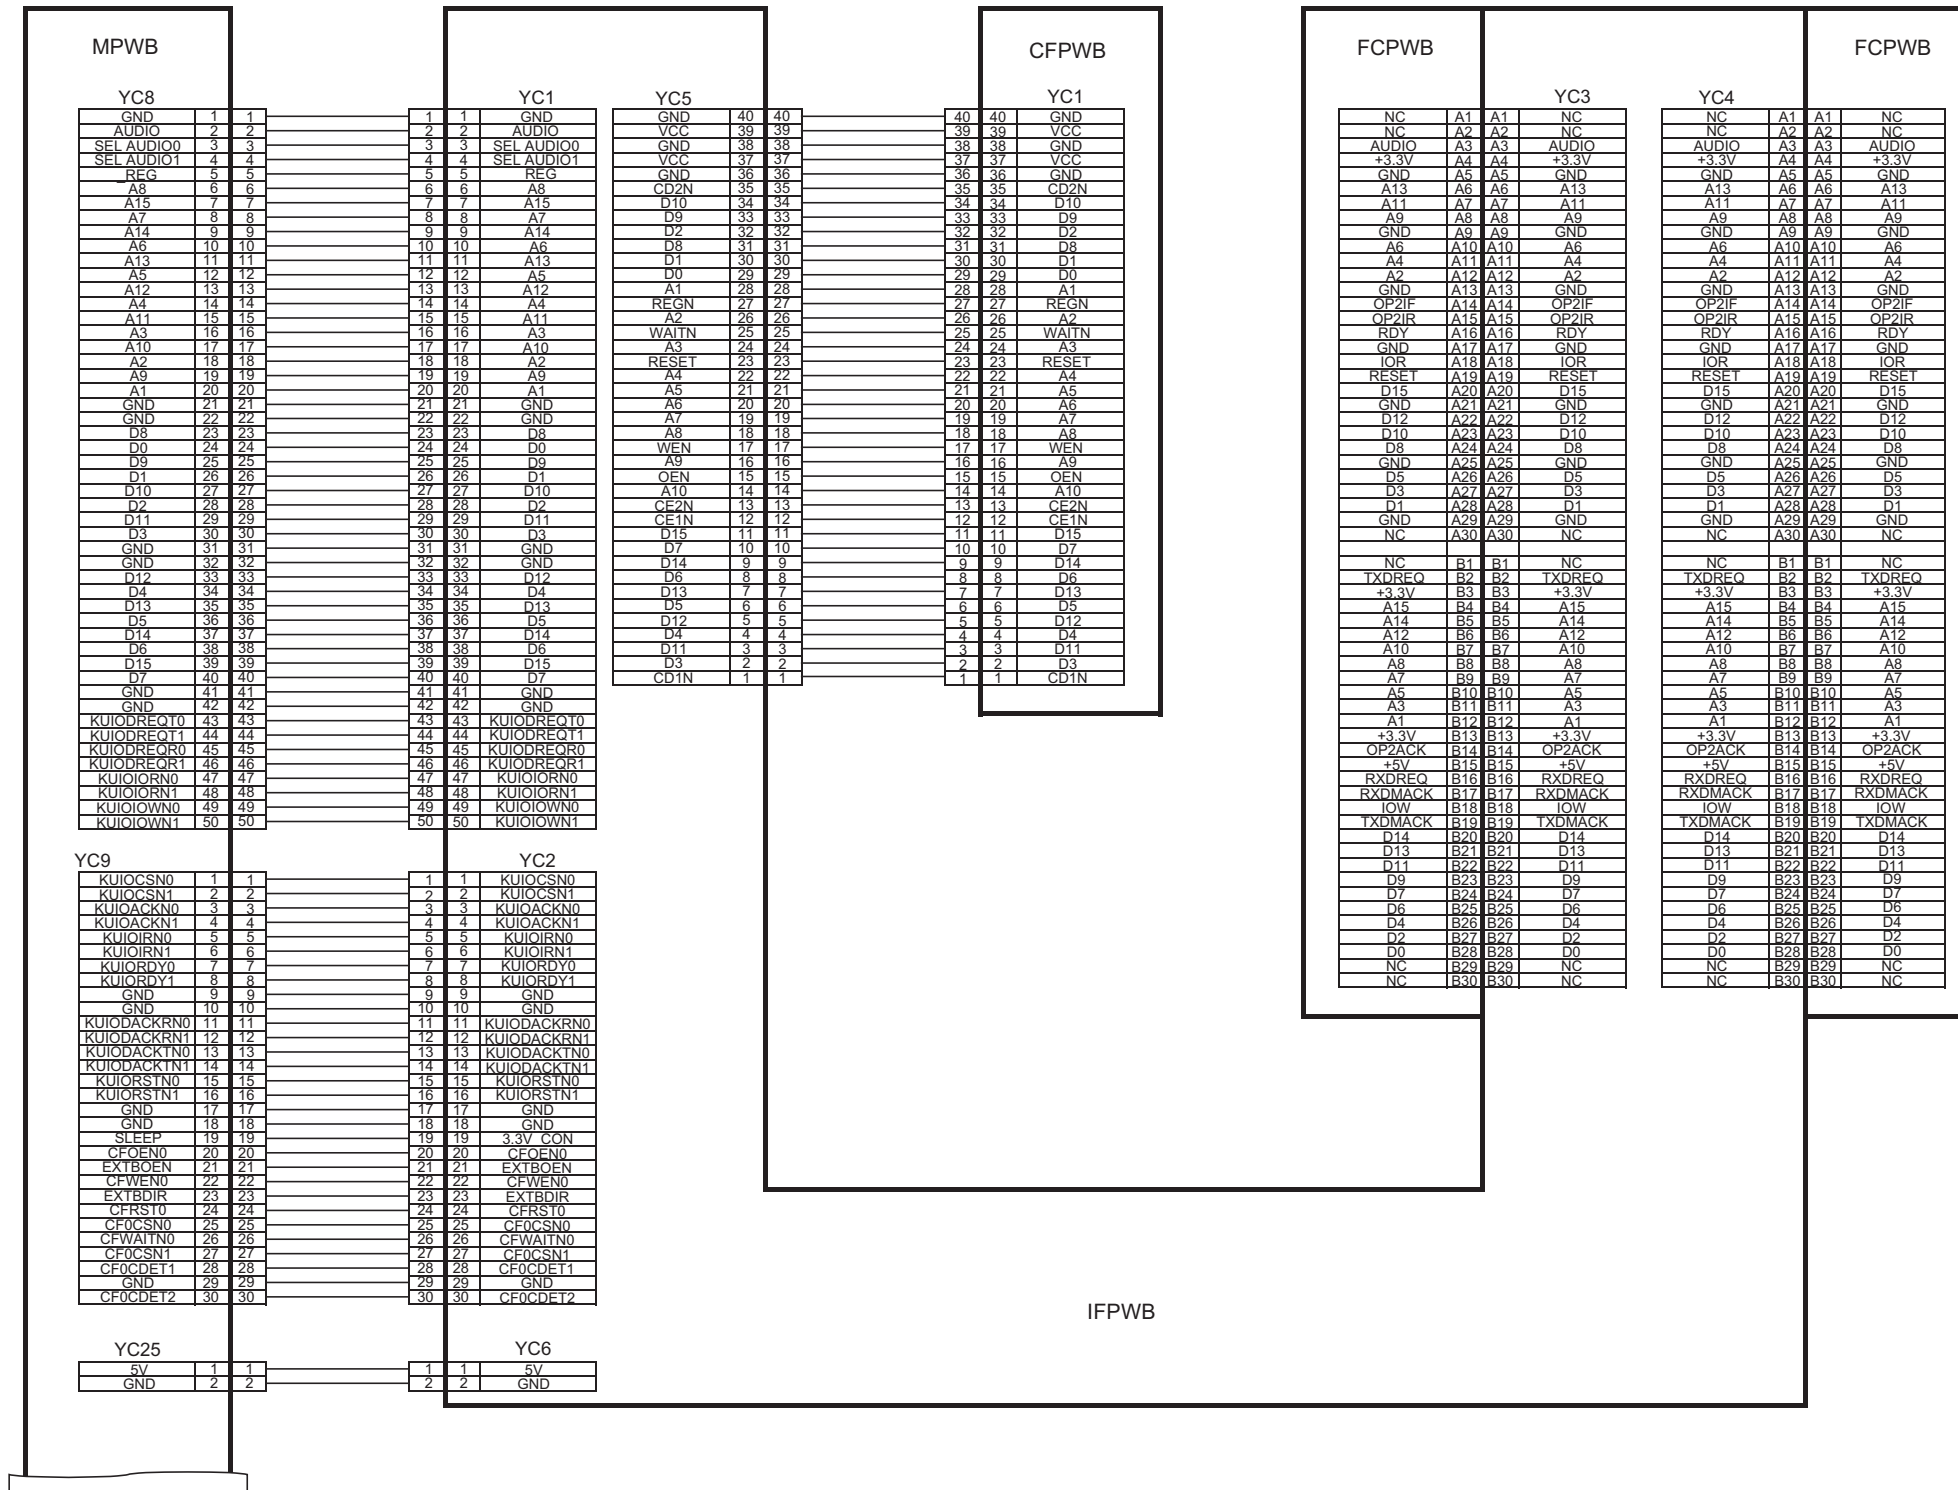 MPWB
YC8 YC1
GND 1 1 1 1 GND
AUDIO 2 2 2 2 AUDIO
SEL AUDIO0 3 3 3 3 SEL AUDIO0
SEL AUDIO1 4 4 4 4 SEL AUDIO1
_REG 5 5 5 5 REG
A8 6 6 6 6 A8
A15 7 7 7 7 A15
A7 8 8 8 8 A7
A14 9 9 9 9 A14
A6 10 10 10 10 A6
A13 11 11 11 11 A13
A5 12 12 12 12 A5
A12 13 13 13 13 A12
A4 14 14 14 14 A4
A11 15 15 15 15 A11
A3 16 16 16 16 A3
A10 17 17 17 17 A10
A2 18 18 18 18 A2
A9 19 19 19 19 A9
A1 20 20 20 20 A1
GND 21 21 21 21 GND
GND 22 22 22 22 GND
D8 23 23 23 23 D8
D0 24 24 24 24 D0
D9 25 25 25 25 D9
D1 26 26 26 26 D1
D10 27 27 27 27 D10
D2 28 28 28 28 D2
D11 29 29 29 29 D11
D3 30 30 30 30 D3
GND 31 31 31 31 GND
GND 32 32 32 32 GND
D12 33 33 33 33 D12
D4 34 34 34 34 D4
D13 35 35 35 35 D13
D5 36 36 36 36 D5
D14 37 37 37 37 D14
D6 38 38 38 38 D6
D15 39 39 39 39 D15
D7 40 40 40 40 D7
GND 41 41 41 41 GND
GND 42 42 42 42 GND
KUIODREQT0 43 43 43 43 KUIODREQT0
KUIODREQT1 44 44 44 44 KUIODREQT1
KUIODREQR0 45 45 45 45 KUIODREQR0
KUIODREQR1 46 46 46 46 KUIODREQR1
KUIOIORN0 47 47 47 47 KUIOIORN0
KUIOIORN1 48 48 48 48 KUIOIORN1
KUIOIOWN0 49 49 49 49 KUIOIOWN0
KUIOIOWN1 50 50 50 50 KUIOIOWN1
YC9 YC2
KUIOCSN0 1 1 1 1 KUIOCSN0
KUIOCSN1 2 2 2 2 KUIOCSN1
KUIOACKN0 3 3 3 3 KUIOACKN0
KUIOACKN1 4 4 4 4 KUIOACKN1
KUIOIRN0 5 5 5 5 KUIOIRN0
KUIOIRN1 6 6 6 6 KUIOIRN1
KUIORDY0 7 7 7 7 KUIORDY0
KUIORDY1 8 8 8 8 KUIORDY1
GND 9 9 9 9 GND
GND 10 10 10 10 GND
KUIODACKRN0 11 11 11 11 KUIODACKRN0
KUIODACKRN1 12 12 12 12 KUIODACKRN1
KUIODACKTN0 13 13 13 13 KUIODACKTN0
KUIODACKTN1 14 14 14 14 KUIODACKTN1
KUIORSTN0 15 15 15 15 KUIORSTN0
KUIORSTN1 16 16 16 16 KUIORSTN1
GND 17 17 17 17 GND
GND 18 18 18 18 GND
SLEEP 19 19 19 19 3.3V_CON
CFOEN0 20 20 20 20 CFOEN0
EXTBOEN 21 21 21 21 EXTBOEN
CFWEN0 22 22 22 22 CFWEN0
EXTBDIR 23 23 23 23 EXTBDIR
CFRST0 24 24 24 24 CFRST0
CF0CSN0 25 25 25 25 CF0CSN0
CFWAITN0 26 26 26 26 CFWAITN0
CF0CSN1 27 27 27 27 CF0CSN1
CF0CDET1 28 28 28 28 CF0CDET1
GND 29 29 29 29 GND
CF0CDET2 30 30 30 30 CF0CDET2
YC25 YC6
5V 1 1 1 1 5V
GND 2 2 2 2 GND
CFPWB
YC5 YC1
GND 40 40 40 40 GND
VCC 39 39 39 39 VCC
GND 38 38 38 38 GND
VCC 37 37 37 37 VCC
GND 36 36 36 36 GND
CD2N 35 35 35 35 CD2N
D10 34 34 34 34 D10
D9 33 33 33 33 D9
D2 32 32 32 32 D2
D8 31 31 31 31 D8
D1 30 30 30 30 D1
D0 29 29 29 29 D0
A1 28 28 28 28 A1
REGN 27 27 27 27 REGN
A2 26 26 26 26 A2
WAITN 25 25 25 25 WAITN
A3 24 24 24 24 A3
RESET 23 23 23 23 RESET
A4 22 22 22 22 A4
A5 21 21 21 21 A5
A6 20 20 20 20 A6
A7 19 19 19 19 A7
A8 18 18 18 18 A8
WEN 17 17 17 17 WEN
A9 16 16 16 16 A9
OEN 15 15 15 15 OEN
A10 14 14 14 14 A10
CE2N 13 13 13 13 CE2N
CE1N 12 12 12 12 CE1N
D15 11 11 11 11 D15
D7 10 10 10 10 D7
D14 9 9 9 9 D14
D6 8 8 8 8 D6
D13 7 7 7 7 D13
D5 6 6 6 6 D5
D12 5 5 5 5 D12
D4 4 4 4 4 D4
D11 3 3 3 3 D11
D3 2 2 2 2 D3
CD1N 1 1 1 1 CD1N
FCPWB FCPWB
YC3 YC4
NC A1 A1 NC NC A1 A1 NC
NC A2 A2 NC NC A2 A2 NC
AUDIO A3 A3 AUDIO AUDIO A3 A3 AUDIO
+3.3V A4 A4 +3.3V +3.3V A4 A4 +3.3V
GND A5 A5 GND GND A5 A5 GND
A13 A6 A6 A13 A13 A6 A6 A13
A11 A7 A7 A11 A11 A7 A7 A11
A9 A8 A8 A9 A9 A8 A8 A9
GND A9 A9 GND GND A9 A9 GND
A6 A10 A10 A6 A6 A10 A10 A6
A4 A11 A11 A4 A4 A11 A11 A4
A2 A12 A12 A2 A2 A12 A12 A2
GND A13 A13 GND GND A13 A13 GND
OP2IF A14 A14 OP2IF OP2IF A14 A14 OP2IF
OP2IR A15 A15 OP2IR OP2IR A15 A15 OP2IR
RDY A16 A16 RDY RDY A16 A16 RDY
GND A17 A17 GND GND A17 A17 GND
IOR A18 A18 IOR IOR A18 A18 IOR
RESET A19 A19 RESET RESET A19 A19 RESET
D15 A20 A20 D15 D15 A20 A20 D15
GND A21 A21 GND GND A21 A21 GND
D12 A22 A22 D12 D12 A22 A22 D12
D10 A23 A23 D10 D10 A23 A23 D10
D8 A24 A24 D8 D8 A24 A24 D8
GND A25 A25 GND GND A25 A25 GND
D5 A26 A26 D5 D5 A26 A26 D5
D3 A27 A27 D3 D3 A27 A27 D3
D1 A28 A28 D1 D1 A28 A28 D1
GND A29 A29 GND GND A29 A29 GND
NC A30 A30 NC NC A30 A30 NC
NC B1 B1 NC NC B1 B1 NC
TXDREQ B2 B2 TXDREQ TXDREQ B2 B2 TXDREQ
+3.3V B3 B3 +3.3V +3.3V B3 B3 +3.3V
A15 B4 B4 A15 A15 B4 B4 A15
A14 B5 B5 A14 A14 B5 B5 A14
A12 B6 B6 A12 A12 B6 B6 A12
A10 B7 B7 A10 A10 B7 B7 A10
A8 B8 B8 A8 A8 B8 B8 A8
A7 B9 B9 A7 A7 B9 B9 A7
A5 B10 B10 A5 A5 B10 B10 A5
A3 B11 B11 A3 A3 B11 B11 A3
A1 B12 B12 A1 A1 B12 B12 A1
+3.3V B13 B13 +3.3V +3.3V B13 B13 +3.3V
OP2ACK B14 B14 OP2ACK OP2ACK B14 B14 OP2ACK
+5V B15 B15 +5V +5V B15 B15 +5V
RXDREQ B16 B16 RXDREQ RXDREQ B16 B16 RXDREQ
RXDMACK B17 B17 RXDMACK RXDMACK B17 B17 RXDMACK
IOW B18 B18 IOW IOW B18 B18 IOW
TXDMACK B19 B19 TXDMACK TXDMACK B19 B19 TXDMACK
D14 B20 B20 D14 D14 B20 B20 D14
D13 B21 B21 D13 D13 B21 B21 D13
D11 B22 B22 D11 D11 B22 B22 D11
D9 B23 B23 D9 D9 B23 B23 D9
D7 B24 B24 D7 D7 B24 B24 D7
D6 B25 B25 D6 D6 B25 B25 D6
D4 B26 B26 D4 D4 B26 B26 D4
D2 B27 B27 D2 D2 B27 B27 D2
D0 B28 B28 D0 D0 B28 B28 D0
NC B29 B29 NC NC B29 B29 NC
NC B30 B30 NC NC B30 B30 NC
IFPWB